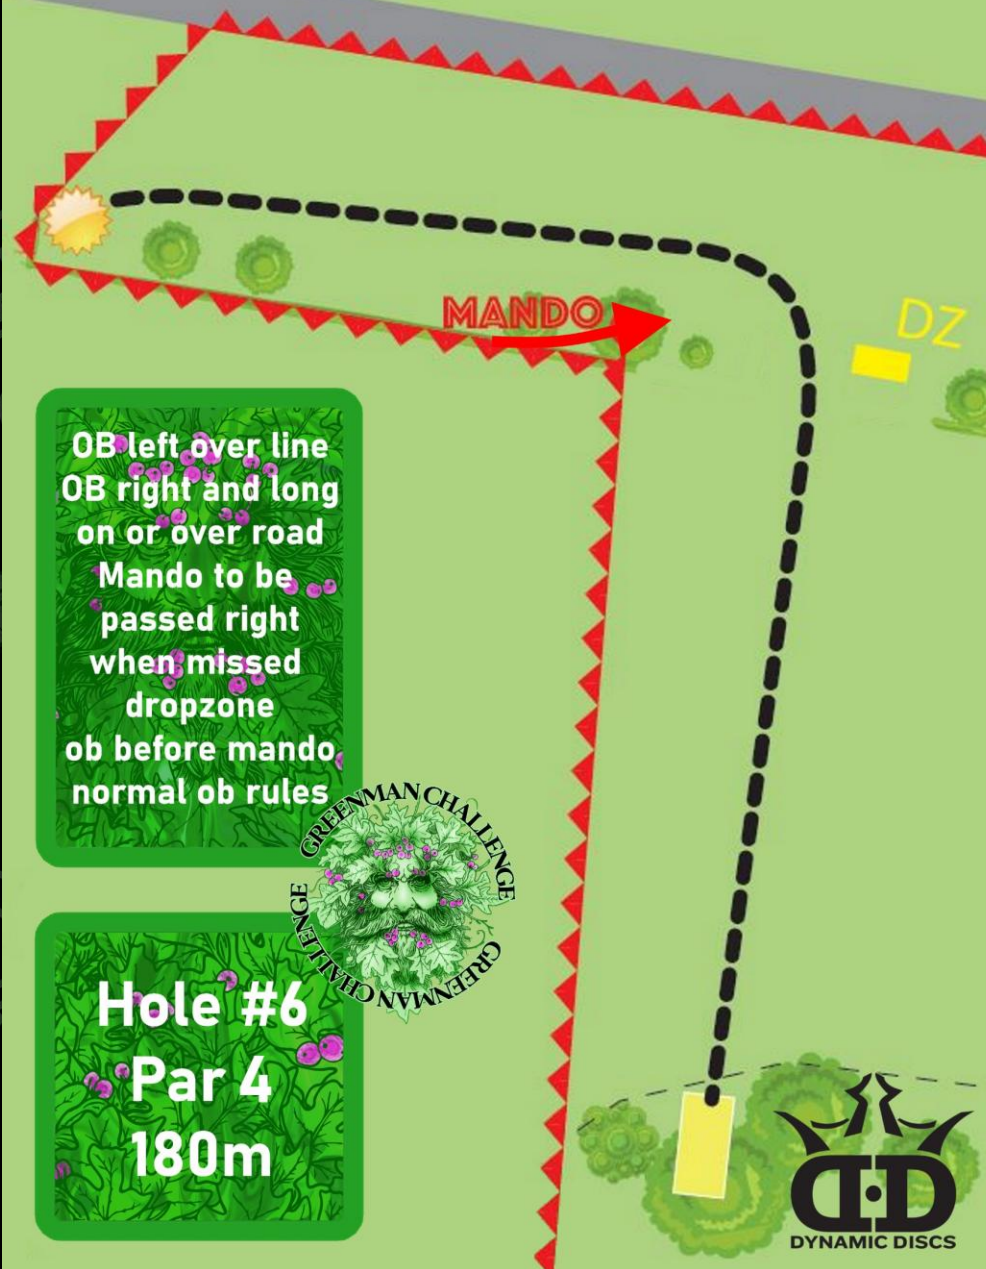 MANDO
DZ
OB left over line
OB right and long
on or over road
Mando to be
passed right
when missed
dropzone
ob before mando
normal ob rules
GREENMAN CHALLENGE
GREENMAN CHALLENGE
Hole #6
Par 4
180m
DD
DYNAMIC DISCS